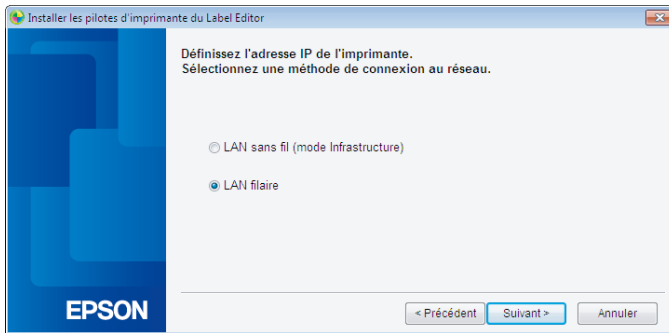 Installer les pilotes d'imprimante du Label Editor
Définissez l'adresse IP de l'imprimante.
Sélectionnez une méthode de connexion au réseau.
LAN sans fil (mode Infrastructure)
LAN filaire
EPSON
< Précédent
Suivant >
Annuler